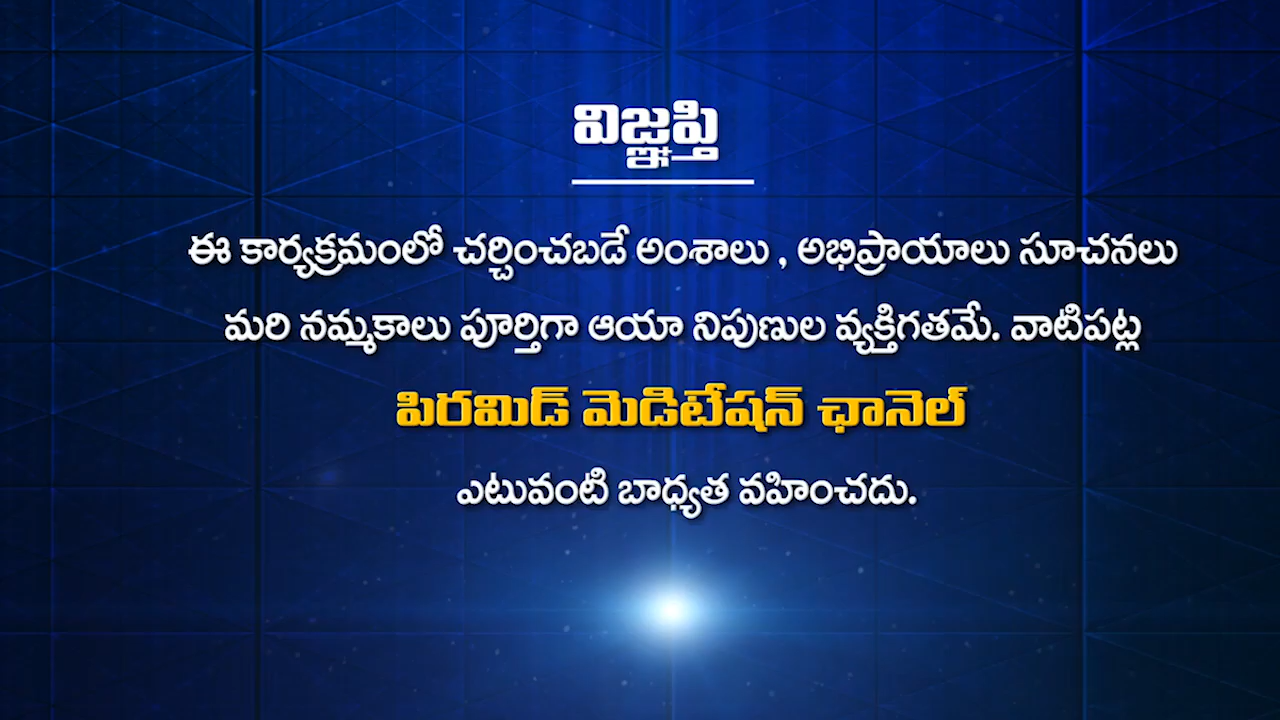 విజ్ఞప్తి
ఈ కార్యక్రమంలో చర్చించబడే అంశాలు , అభిప్రాయాలు సూచనలు
మరి నమ్మకాలు పూర్తిగా ఆయా నిపుణుల వ్యక్తిగతమే. వాటిపట్ల
పిరమిడ్ మెడిటేషన్ ఛానెల్
ఎటువంటి బాధ్యత వహించదు.